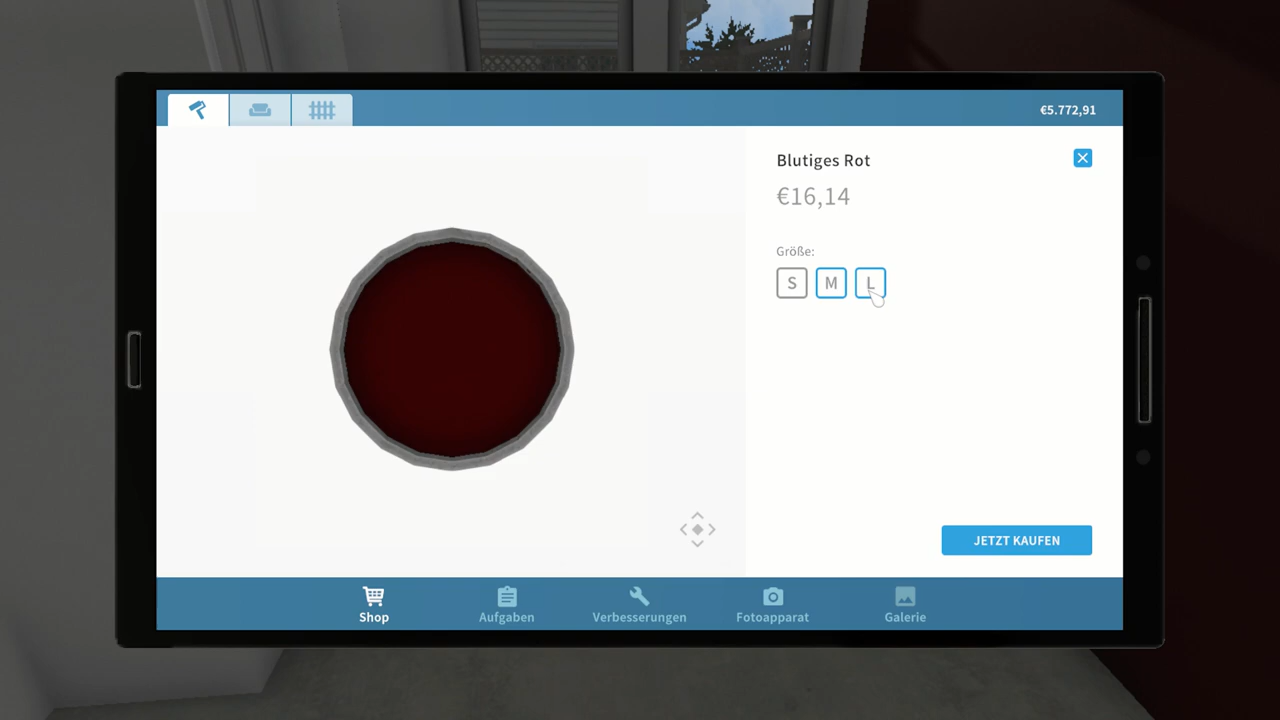 €5.772,91
Blutiges Rot
€16,14
Größe:
S M L
JETZT KAUFEN
Shop Aufgaben Verbesserungen Fotoapparat Galerie